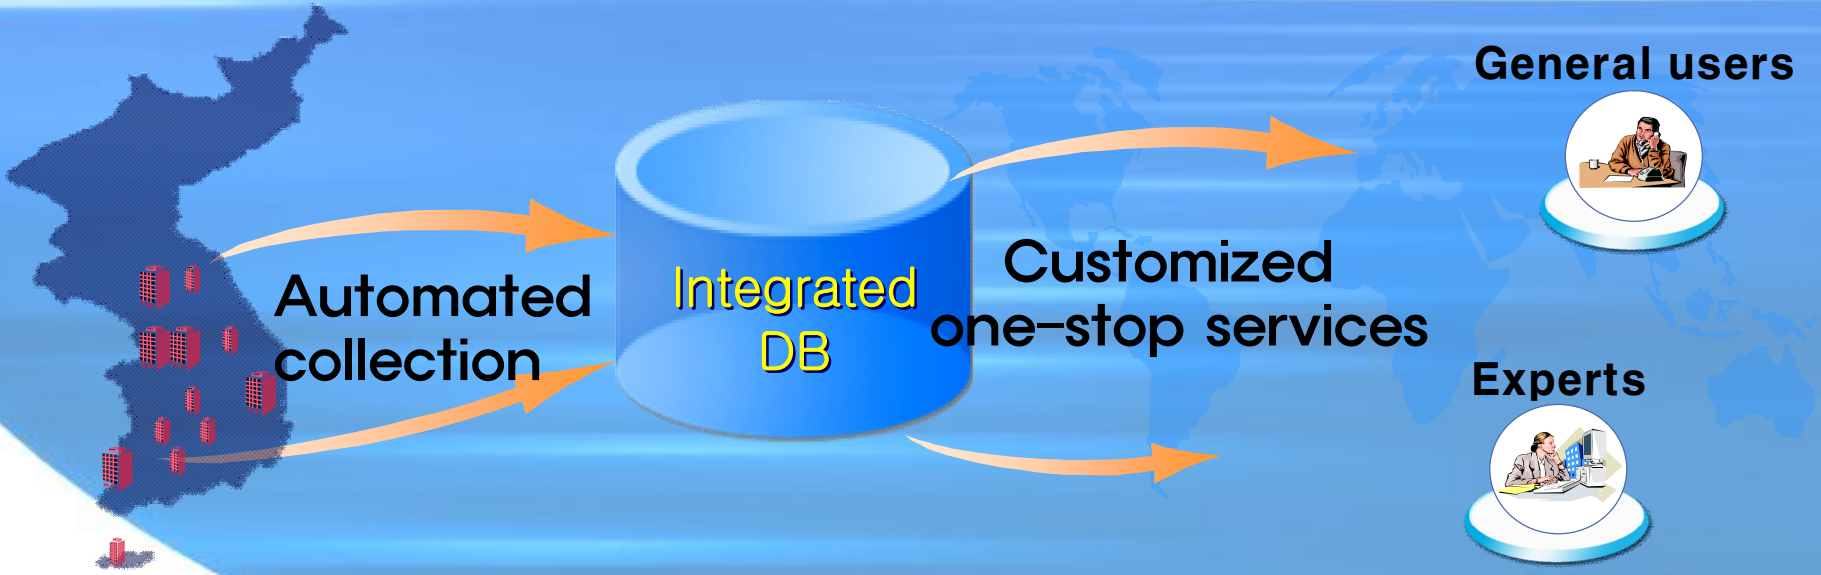 General users
Automated
collection
Integrated
DB
Customized
one-stop services
Experts